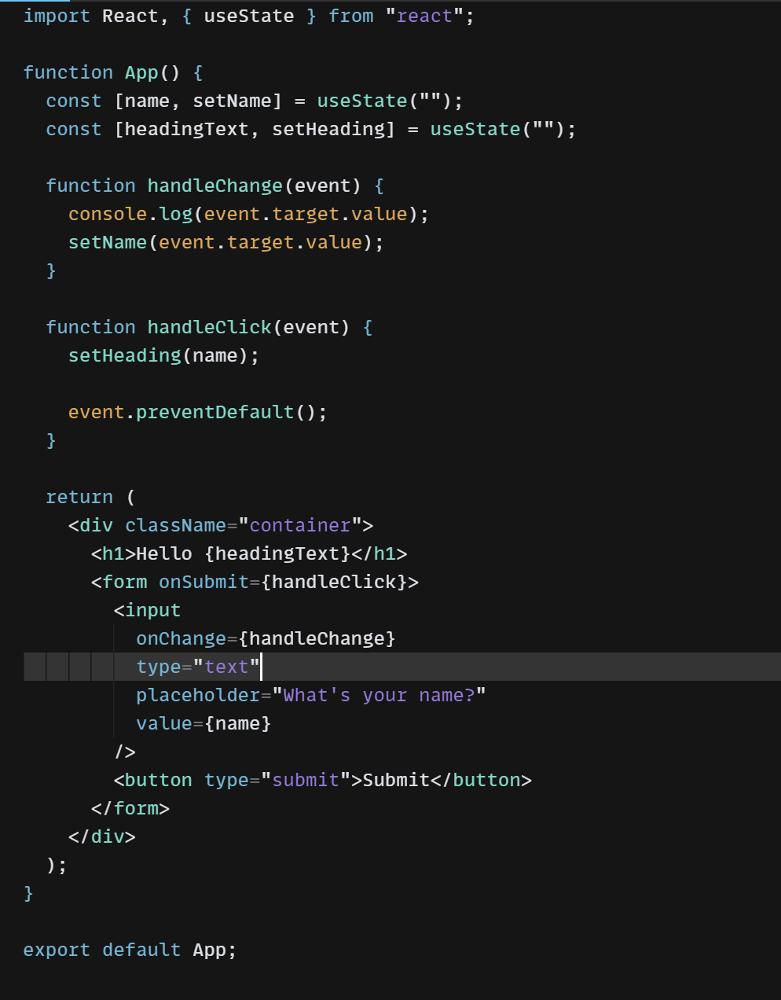 import React, { useState } from "react";

function App() {
  const [name, setName] = useState("");
  const [headingText, setHeading] = useState("");

  function handleChange(event) {
    console.log(event.target.value);
    setName(event.target.value);
  }

  function handleClick(event) {
    setHeading(name);

    event.preventDefault();
  }

  return (
    <div className="container">
      <h1>Hello {headingText}</h1>
      <form onSubmit={handleClick}>
        <input
          onChange={handleChange}
          type="text"
          placeholder="What's your name?"
          value={name}
        />
        <button type="submit">Submit</button>
      </form>
    </div>
  );
}

export default App;